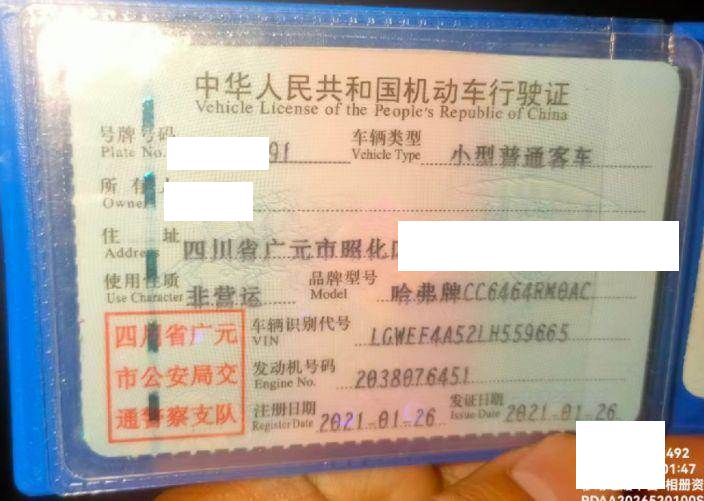 中华人民共和国机动车行驶证
Vehicle License of the People's Republic of China
号牌号码 91 车辆类型 小型普通客车
Plate No. Vehicle Type
所有人
Owner
住 址 四川省广元市昭化区
Address
使用性质 非营运 品牌型号 哈弗牌CC6464RM0AC
Use Character Model
四川省广元
市公安局交
通警察支队
车辆识别代号 LGWEF4A52LH559665
VIN
发动机号码 2038076451
Engine No.
注册日期 2021-01-26 发证日期 2021-01-26
Register Date Issue Date
492
01:47
相册资